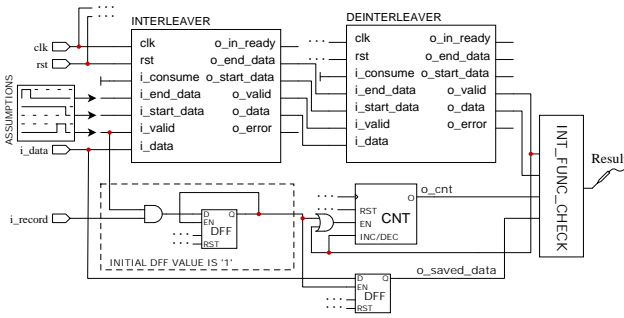 INTERLEAVER
clk
rst
i_consume
i_end_data
i_start_data
i_valid
i_data
o_in_ready
o_end_data
o_start_data
o_valid
o_data
o_error
DEINTERLEAVER
clk
rst
i_consume
i_end_data
i_start_data
i_valid
i_data
o_in_ready
o_end_data
o_start_data
o_valid
o_data
o_error
clk
rst
ASSUMPTIONS
i_data
i_record
D
Q
EN
DFF
RST
INITIAL DFF VALUE IS '1'
RST
CNT
EN
INC/DEC
O
o_cnt
D
Q
EN
DFF
RST
o_saved_data
INT_FUNC_CHECK
Result